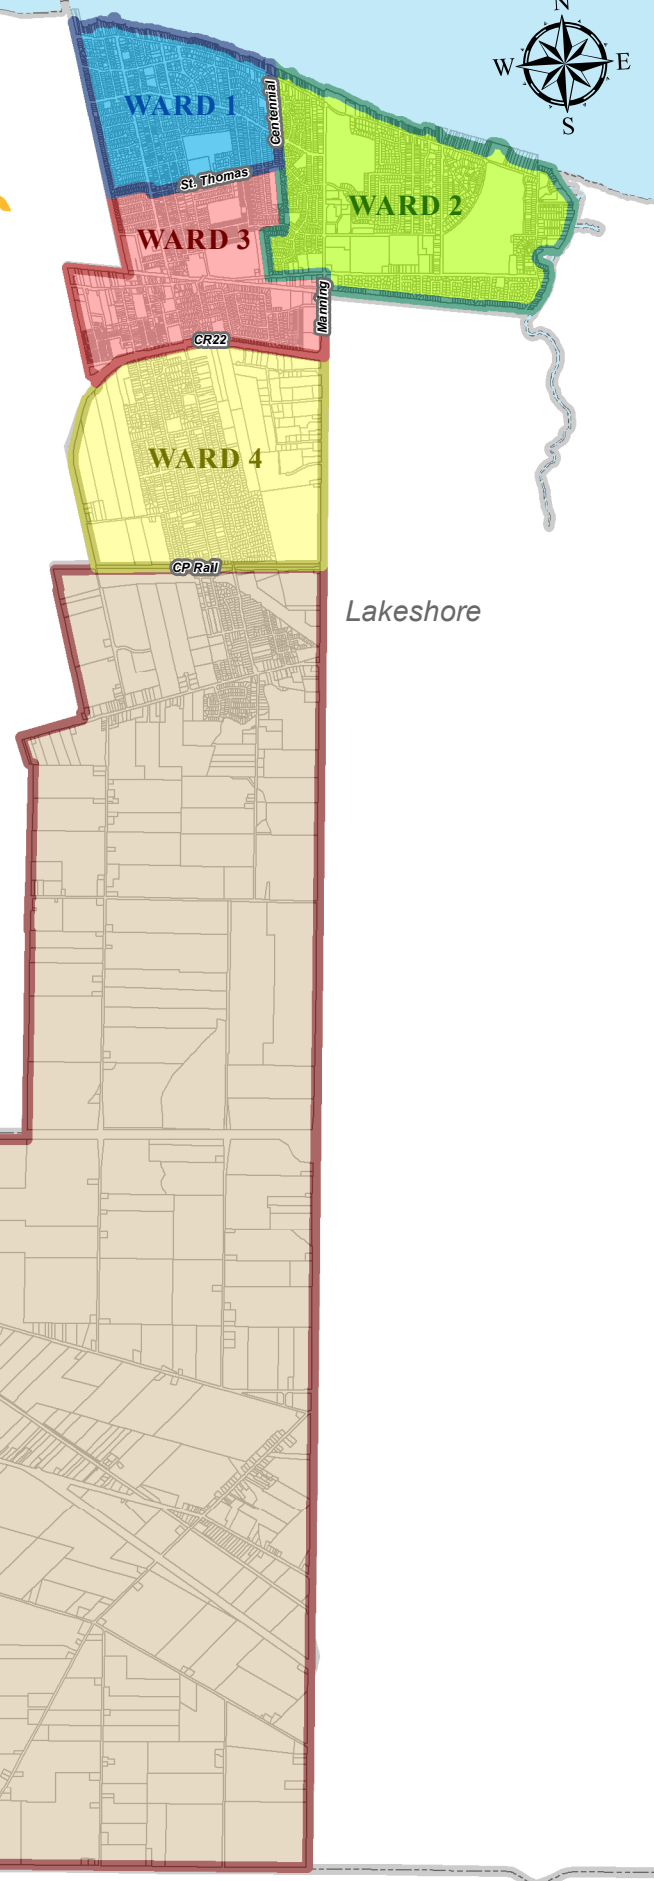 N
W
E
S
WARD 1
Centennial
St. Thomas
WARD 2
WARD 3
Manning
CR22
WARD 4
CP Rail
Lakeshore